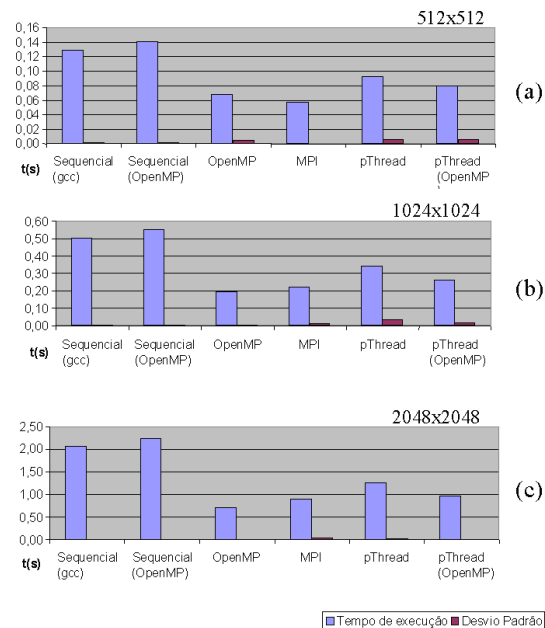 512x512
0,16
0,14
0,12
0,10
0,08
0,06
0,04
0,02
0,00
t(s)
Sequencial (gcc)
Sequencial (OpenMP)
OpenMP
MPI
pThread
pThread (OpenMP)
(a)
1024x1024
0,60
0,50
0,40
0,30
0,20
0,10
0,00
t(s)
Sequencial (gcc)
Sequencial (OpenMP)
OpenMP
MPI
pThread
pThread (OpenMP)
(b)
2048x2048
2,50
2,00
1,50
1,00
0,50
0,00
t(s)
Sequencial (gcc)
Sequencial (OpenMP)
OpenMP
MPI
pThread
pThread (OpenMP)
(c)
Tempo de execução
Desvio Padrão